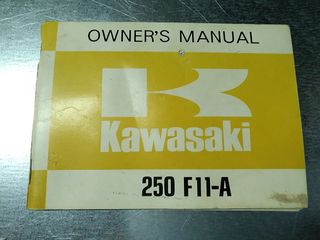 OWNER'S MANUAL
Kawasaki
250 F11-A